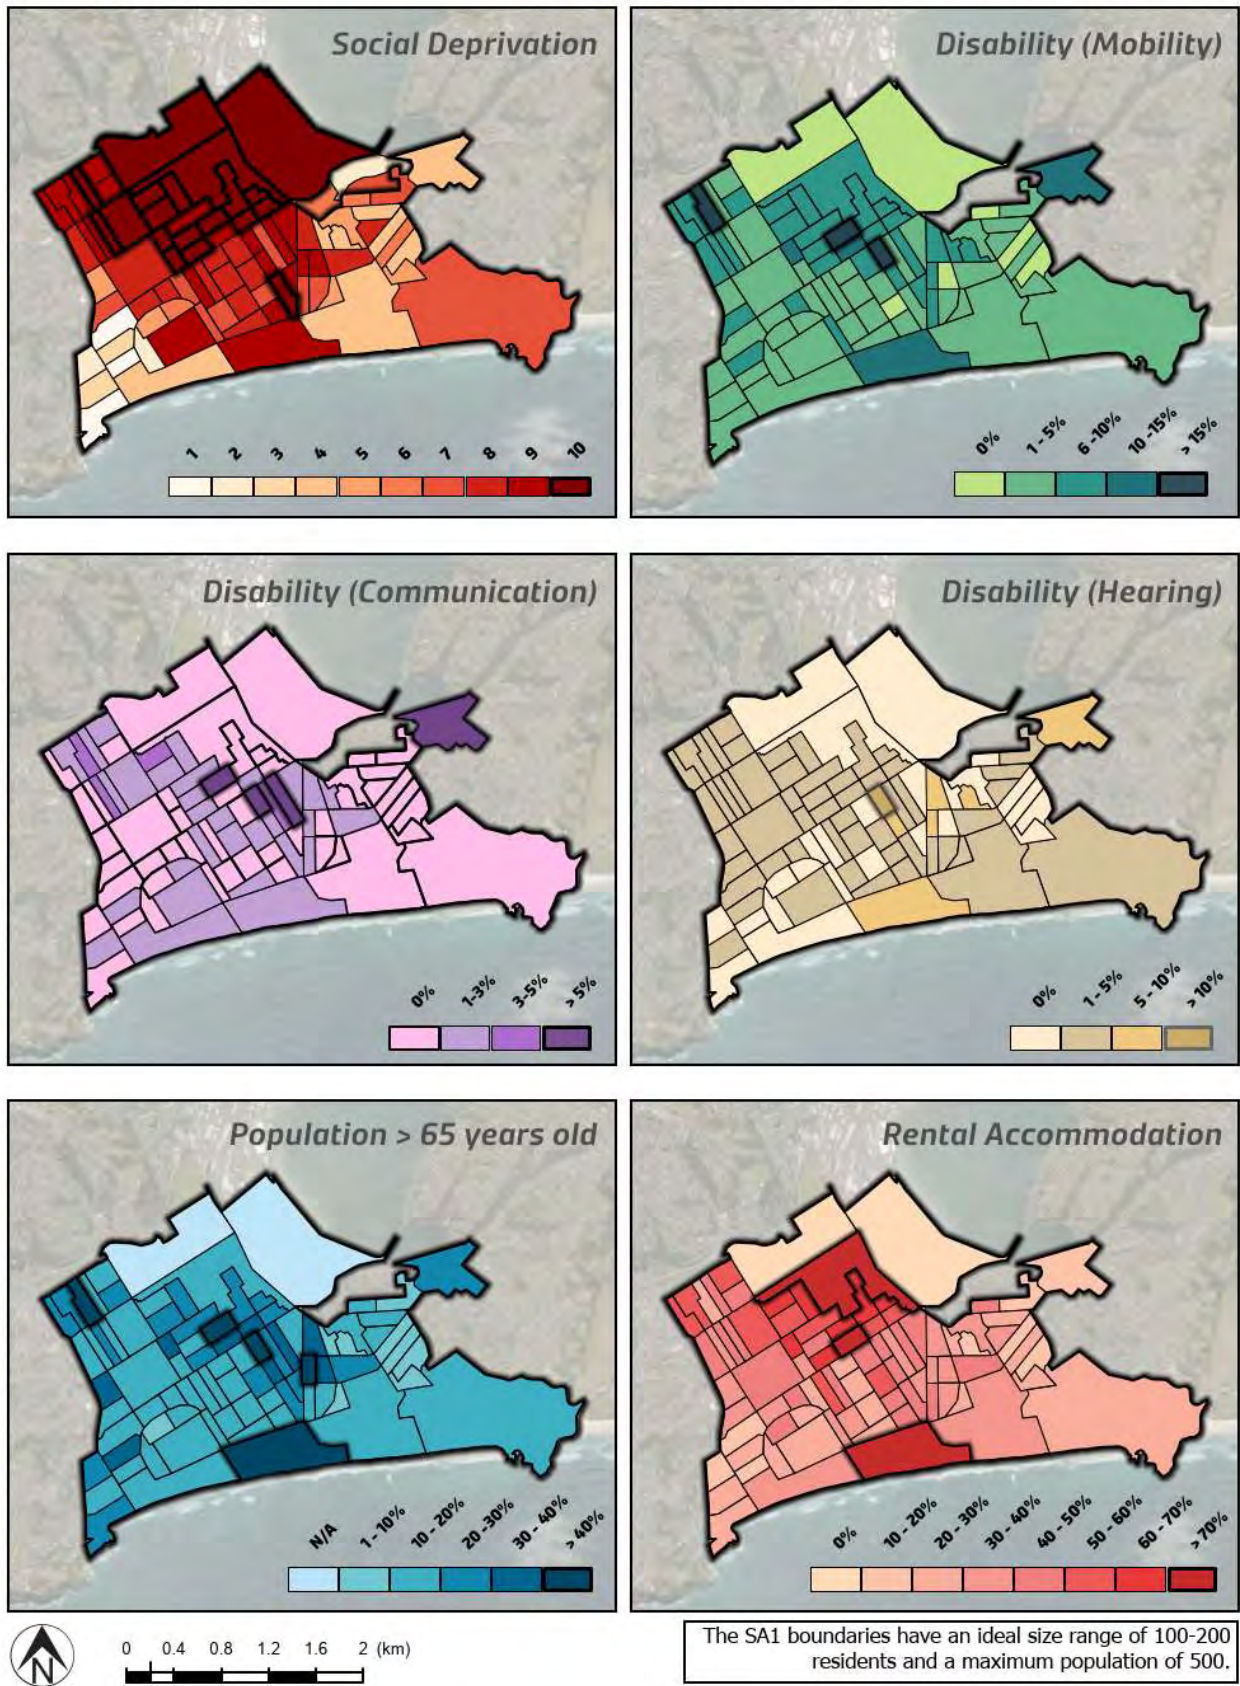 Social Deprivation
1 2 3 4 5 6 7 8 9 10
Disability (Mobility)
0% 1 - 5% 6 -10% 10 -15% > 15%
Disability (Communication)
0% 1-3% 3-5% > 5%
Disability (Hearing)
0% 1 - 5% 5 - 10% > 10%
Population > 65 years old
N/A 1 - 10% 10 - 20% 20 -30% 30 - 40% > 40%
Rental Accommodation
0% 10 - 20% 20 - 30% 30 - 40% 40 - 50% 50 - 60% 60 - 70% > 70%
N
0 0.4 0.8 1.2 1.6 2 (km)
The SA1 boundaries have an ideal size range of 100-200
residents and a maximum population of 500.